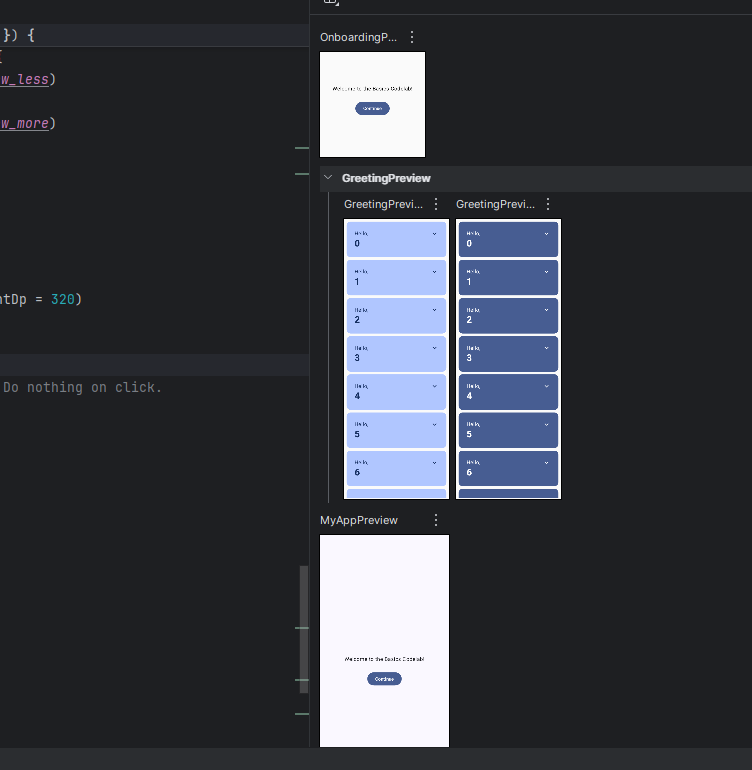 }) {
{
w_less)
w_more)
ntDp = 320)
Do nothing on click.
OnboardingP...
Welcome to the Basics Codelab!
Continue
GreetingPreview
GreetingPrevi...
GreetingPrevi...
Hello,
0
Hello,
1
Hello,
2
Hello,
3
Hello,
4
Hello,
5
Hello,
6
Hello,
0
Hello,
1
Hello,
2
Hello,
3
Hello,
4
Hello,
5
Hello,
6
MyAppPreview
Welcome to the Basics Codelab!
Continue